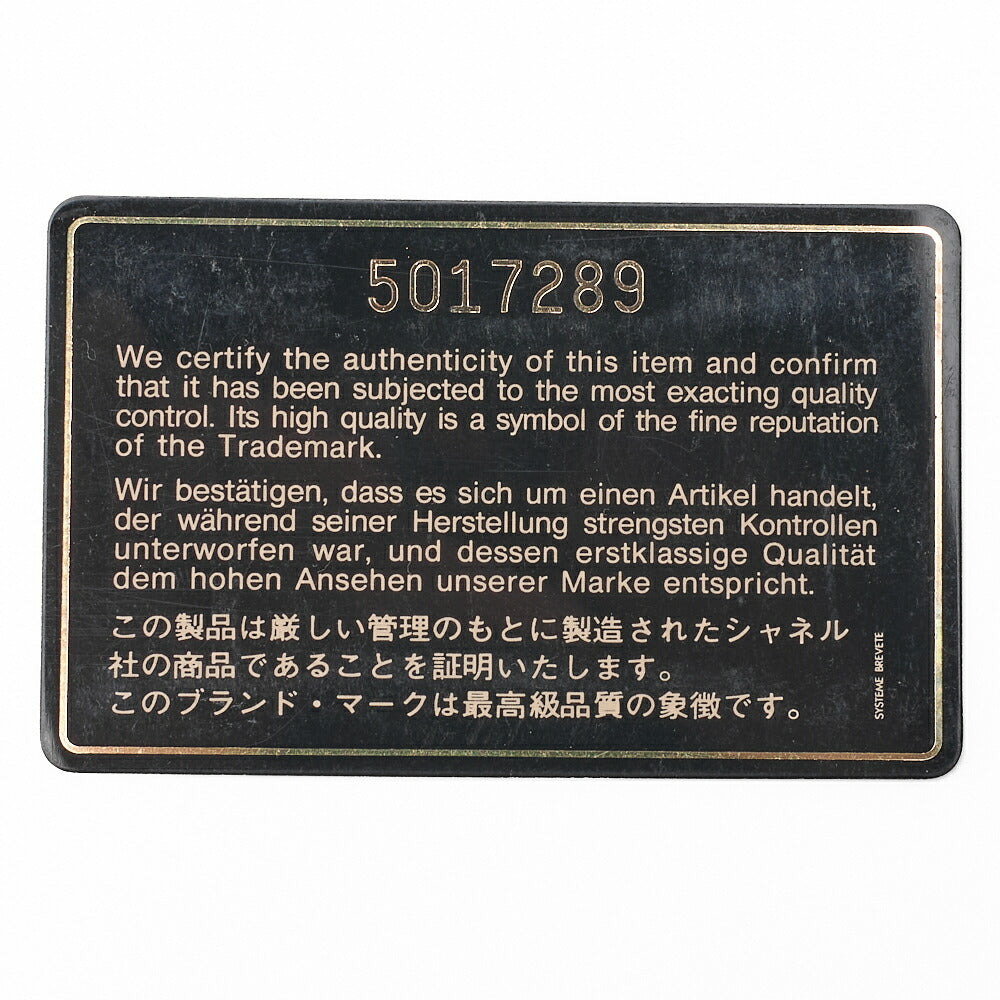 5017289
We certify the authenticity of this item and confirm
that it has been subjected to the most exacting quality
control. Its high quality is a symbol of the fine reputation
of the Trademark.
Wir bestätigen, dass es sich um einen Artikel handelt,
der während seiner Herstellung strengsten Kontrollen
unterworfen war, und dessen erstklassige Qualität
dem hohen Ansehen unserer Marke entspricht.
この製品は厳しい管理のもとに製造されたシャネル
社の商品であることを証明いたします。
このブランド・マークは最高級品質の象徴です。
SYSTEME BREVETE